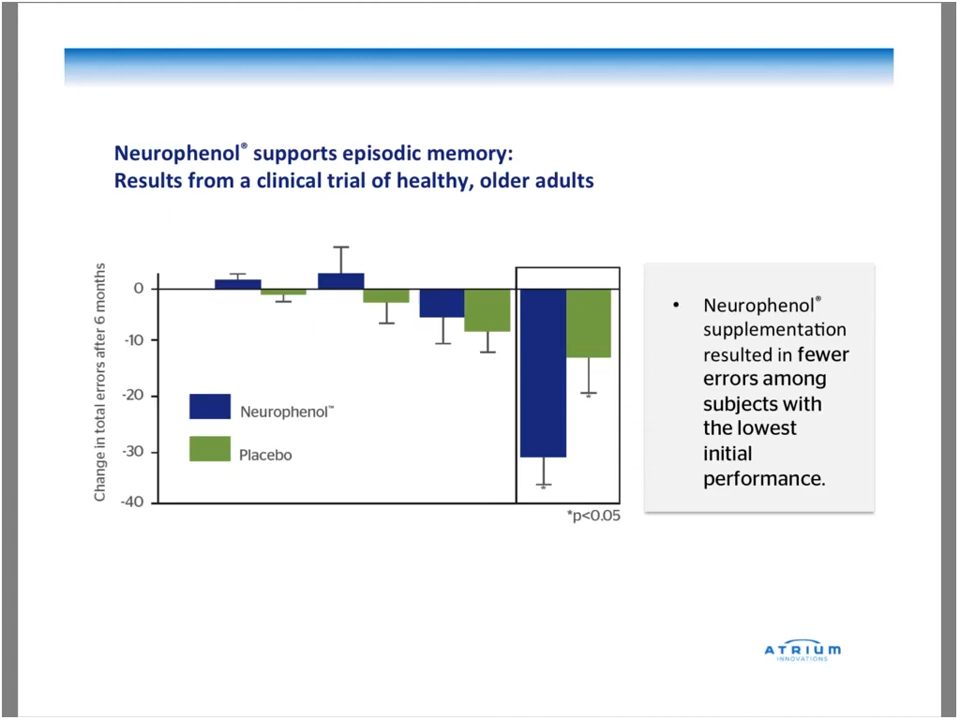 Neurophenol® supports episodic memory:
Results from a clinical trial of healthy, older adults
Change in total errors after 6 months
0
-10
-20
-30
-40
Neurophenol™
Placebo
*
*
*p<0.05
• Neurophenol®
supplementation
resulted in fewer
errors among
subjects with
the lowest
initial
performance.
ATRIUM
INNOVATIONS